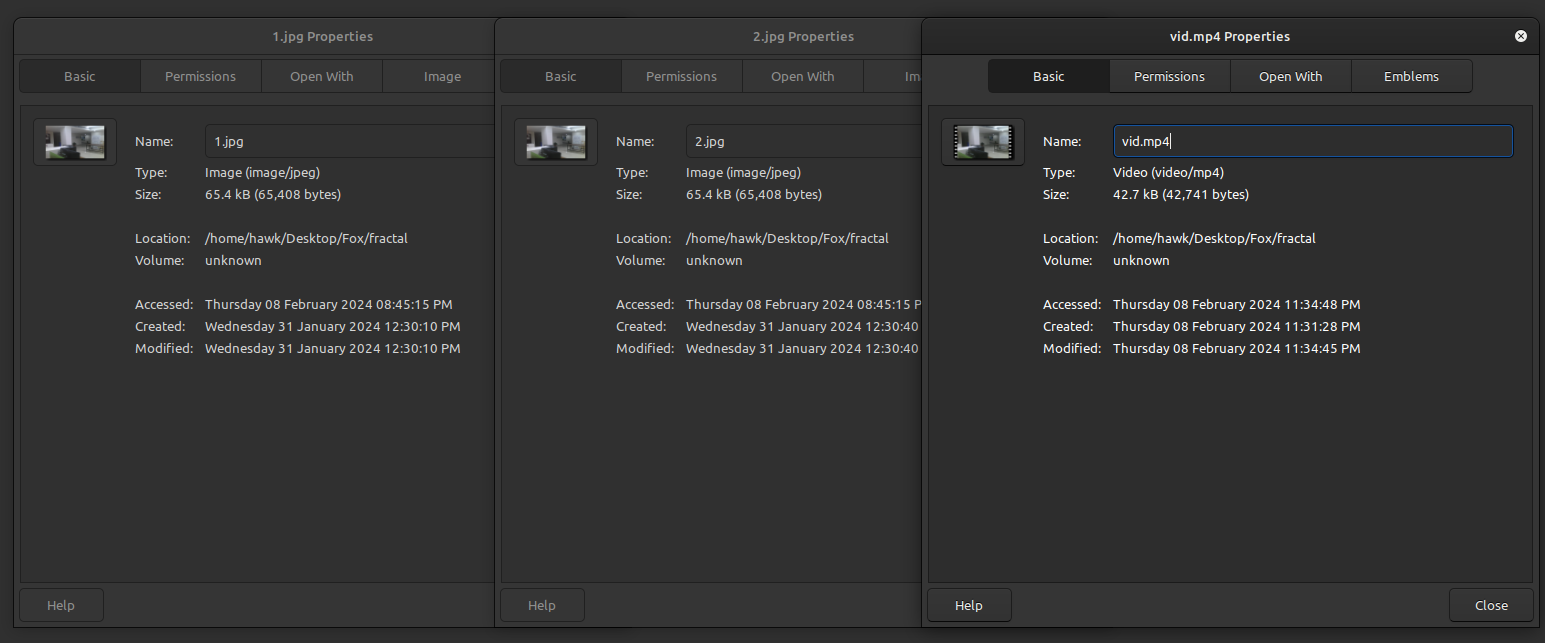 1.jpg Properties
Basic Permissions Open With Image
Name: 1.jpg
Type: Image (image/jpeg)
Size: 65.4 kB (65,408 bytes)
Location: /home/hawk/Desktop/Fox/fractal
Volume: unknown
Accessed: Thursday 08 February 2024 08:45:15 PM
Created: Wednesday 31 January 2024 12:30:10 PM
Modified: Wednesday 31 January 2024 12:30:10 PM
Help
2.jpg Properties
Basic Permissions Open With Im
Name: 2.jpg
Type: Image (image/jpeg)
Size: 65.4 kB (65,408 bytes)
Location: /home/hawk/Desktop/Fox/fractal
Volume: unknown
Accessed: Thursday 08 February 2024 08:45:15 P
Created: Wednesday 31 January 2024 12:30:40
Modified: Wednesday 31 January 2024 12:30:40
Help
vid.mp4 Properties
Basic Permissions Open With Emblems
Name: vid.mp4
Type: Video (video/mp4)
Size: 42.7 kB (42,741 bytes)
Location: /home/hawk/Desktop/Fox/fractal
Volume: unknown
Accessed: Thursday 08 February 2024 11:34:48 PM
Created: Thursday 08 February 2024 11:31:28 PM
Modified: Thursday 08 February 2024 11:34:45 PM
Help Close